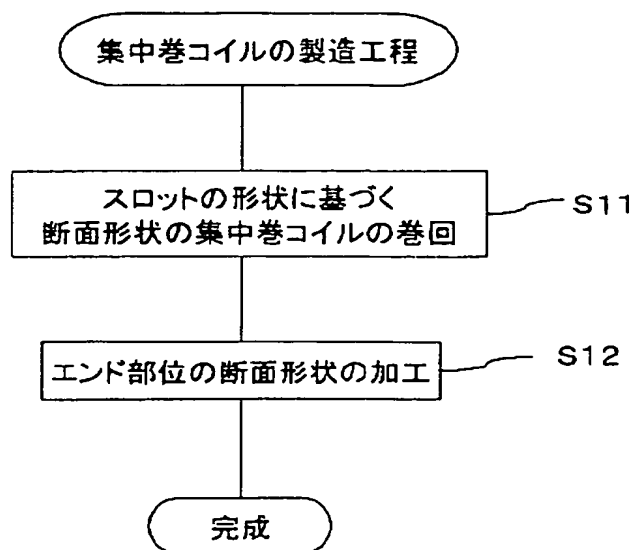 集中巻コイルの製造工程
スロットの形状に基づく
断面形状の集中巻コイルの巻回
S11
エンド部位の断面形状の加工
S12
完成